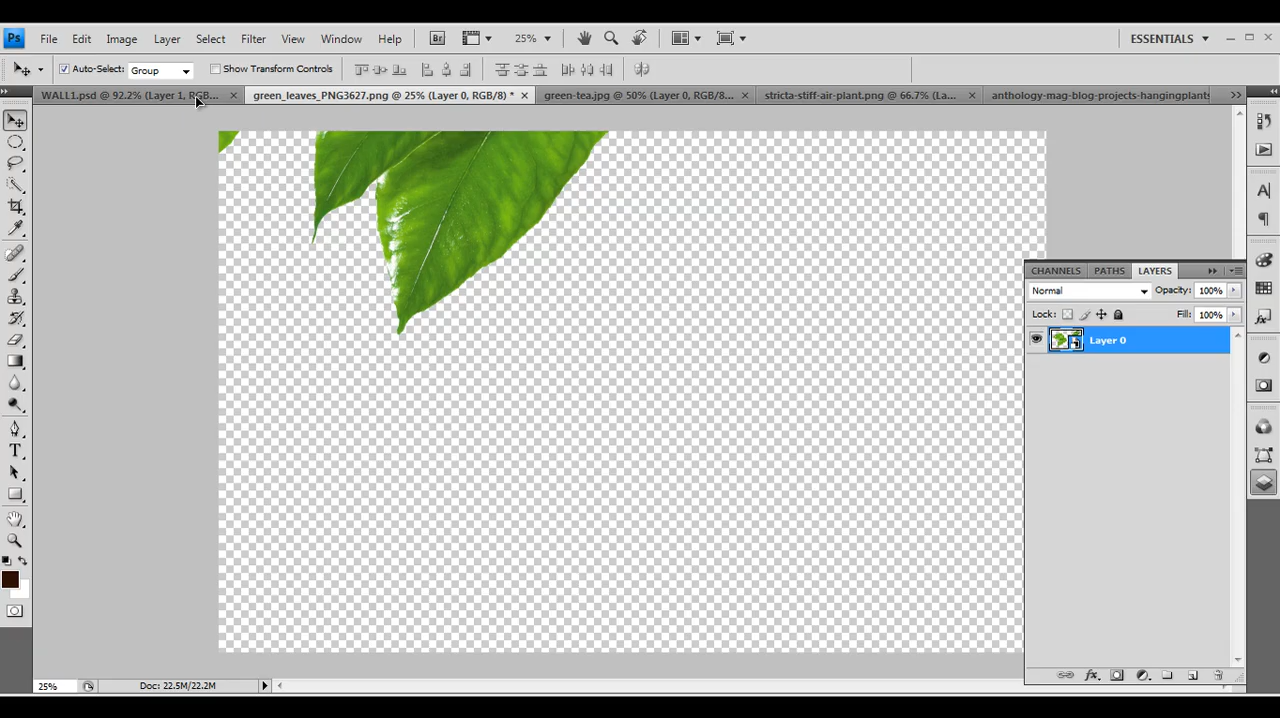 Ps File Edit Image Layer Select Filter View Window Help Br 25% ESSENTIALS
Auto-Select: Group Show Transform Controls
WALL1.psd @ 92.2% (Layer 1, RGB... green_leaves_PNG3627.png @ 25% (Layer 0, RGB/8) * green-tea.jpg @ 50% (Layer 0, RGB/8... stricta-stiff-air-plant.png @ 66.7% (La... anthology-mag-blog-projects-hangingplants
CHANNELS PATHS LAYERS
Normal Opacity: 100%
Lock: Fill: 100%
Layer 0
25% Doc: 22.5M/22.2M